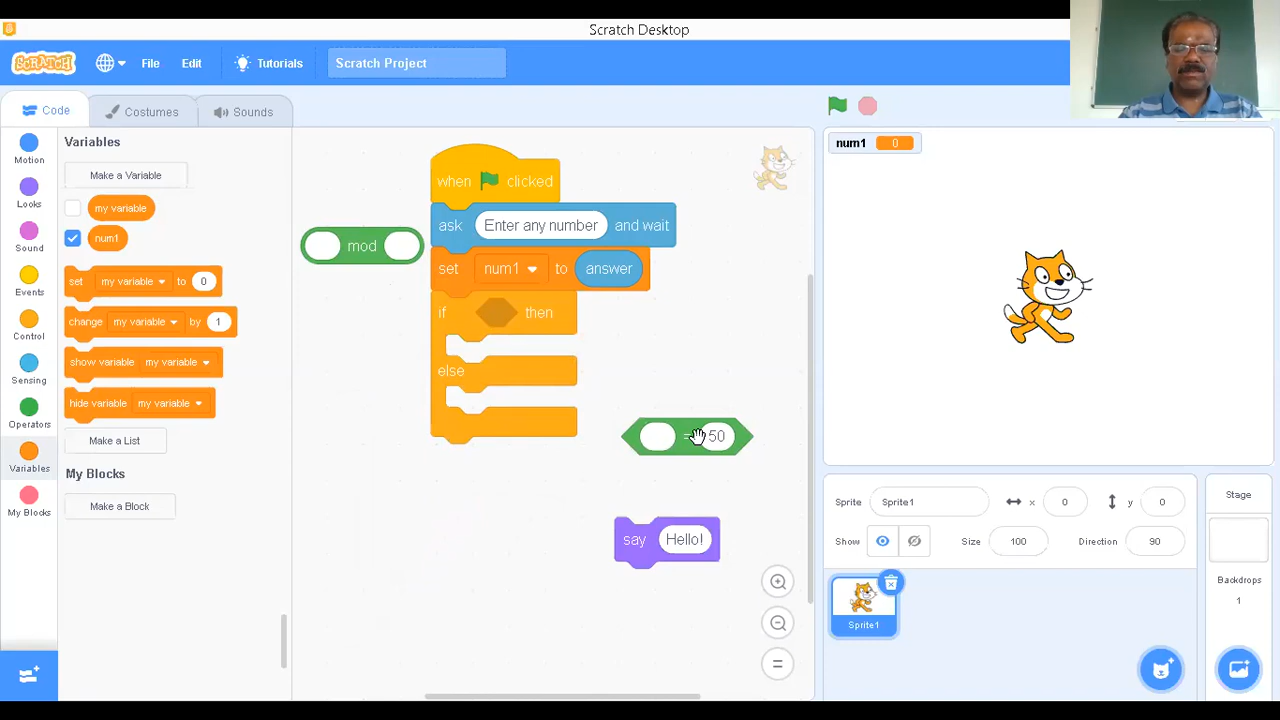 Scratch Desktop
SCRATCH
File
Edit
Tutorials
Scratch Project
Code
Costumes
Sounds
Motion
Looks
Sound
Events
Control
Sensing
Operators
Variables
My Blocks
Variables
Make a Variable
my variable
num1
set my variable to 0
change my variable by 1
show variable my variable
hide variable my variable
Make a List
My Blocks
Make a Block
when clicked
ask Enter any number and wait
set num1 to answer
if then
else
mod
= 50
say Hello!
num1 0
Sprite Sprite1 x 0 y 0
Show Size 100 Direction 90
Sprite1
Stage
Backdrops
1